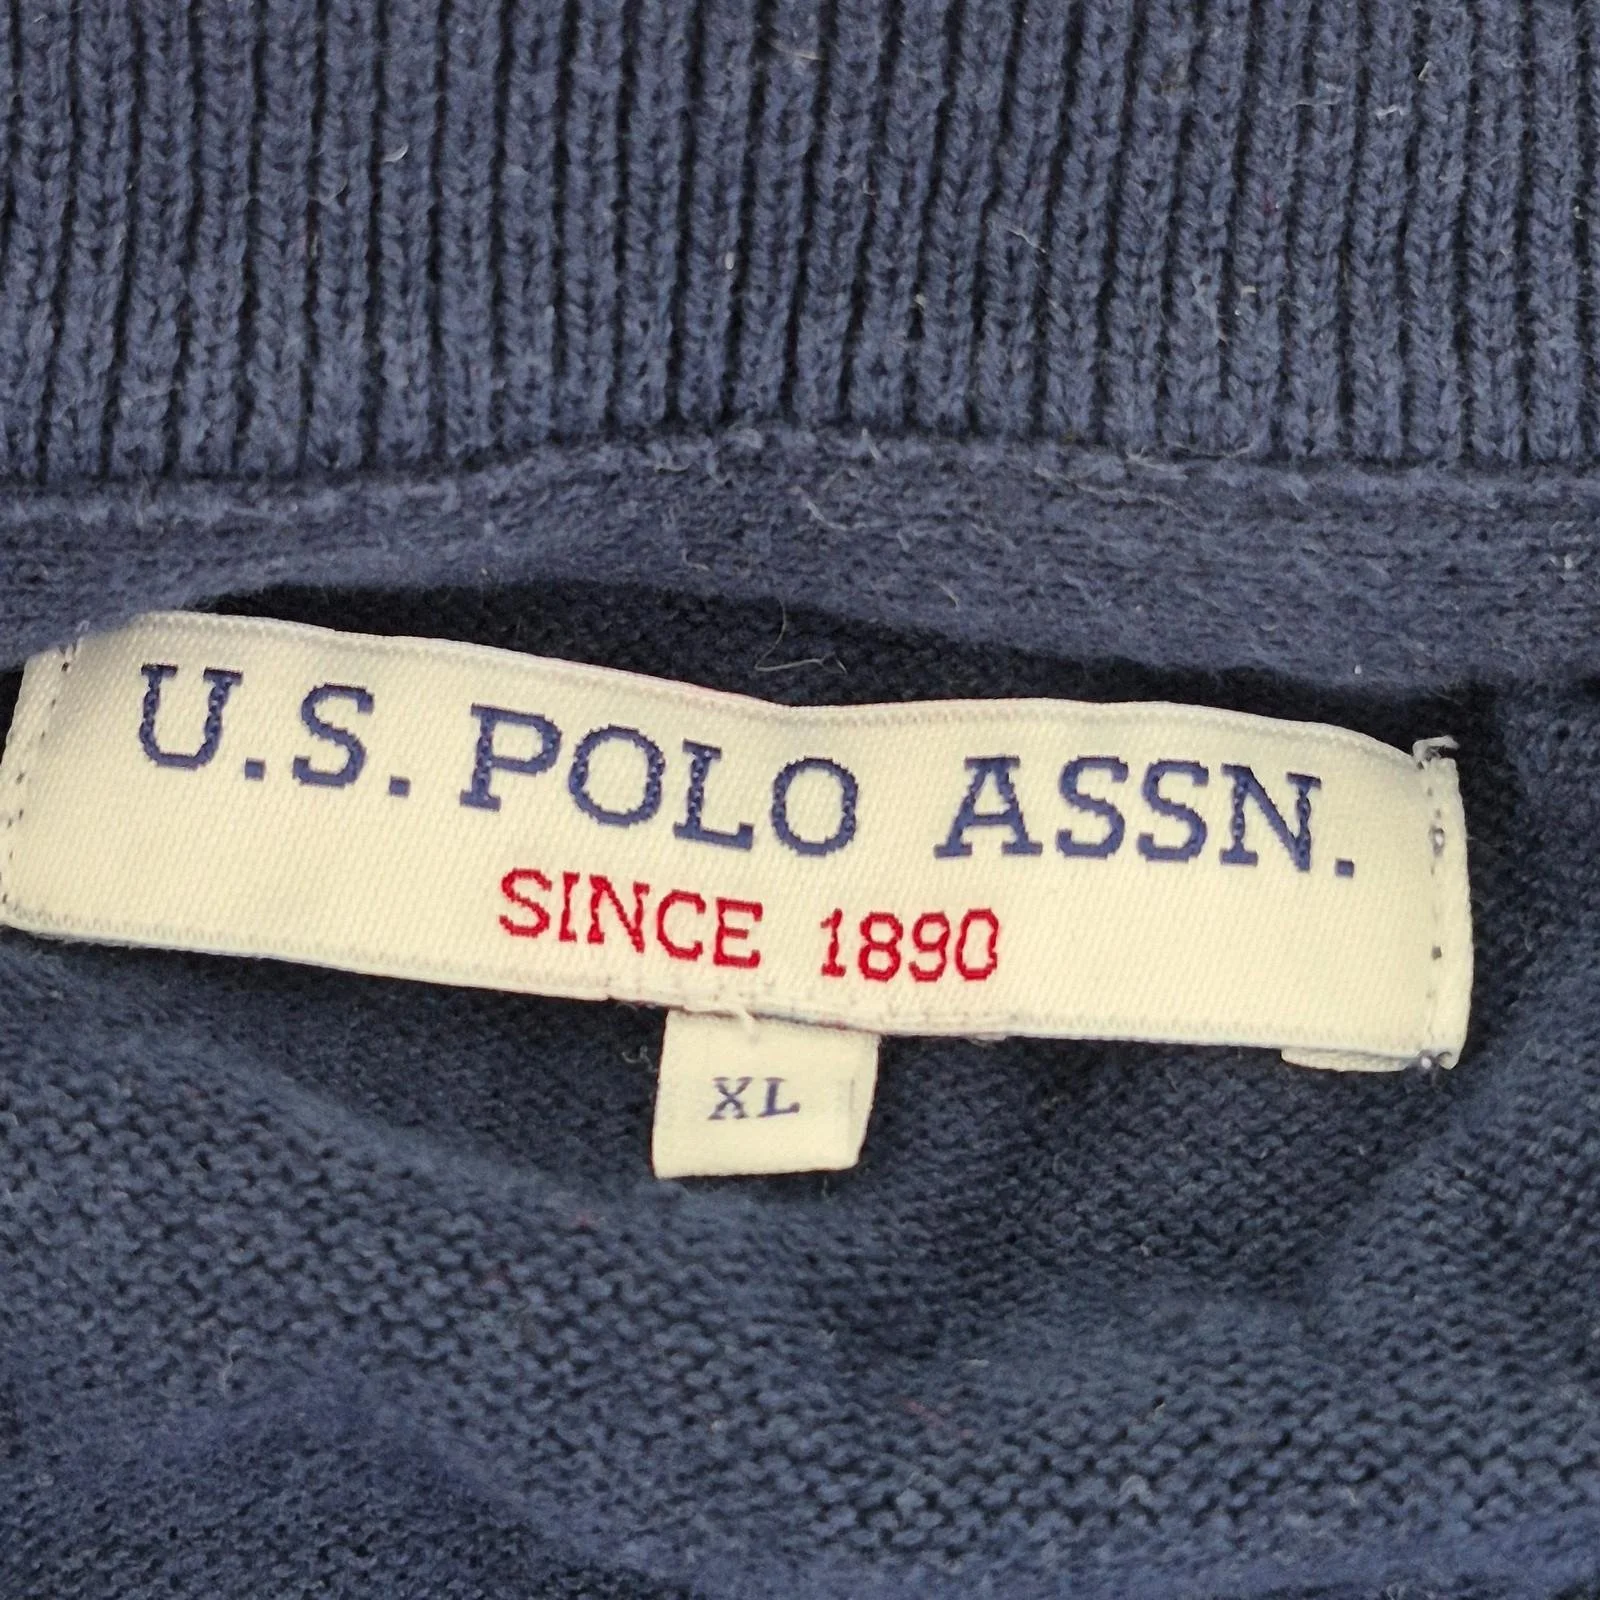 U.S. POLO ASSN.
SINCE 1890
XL